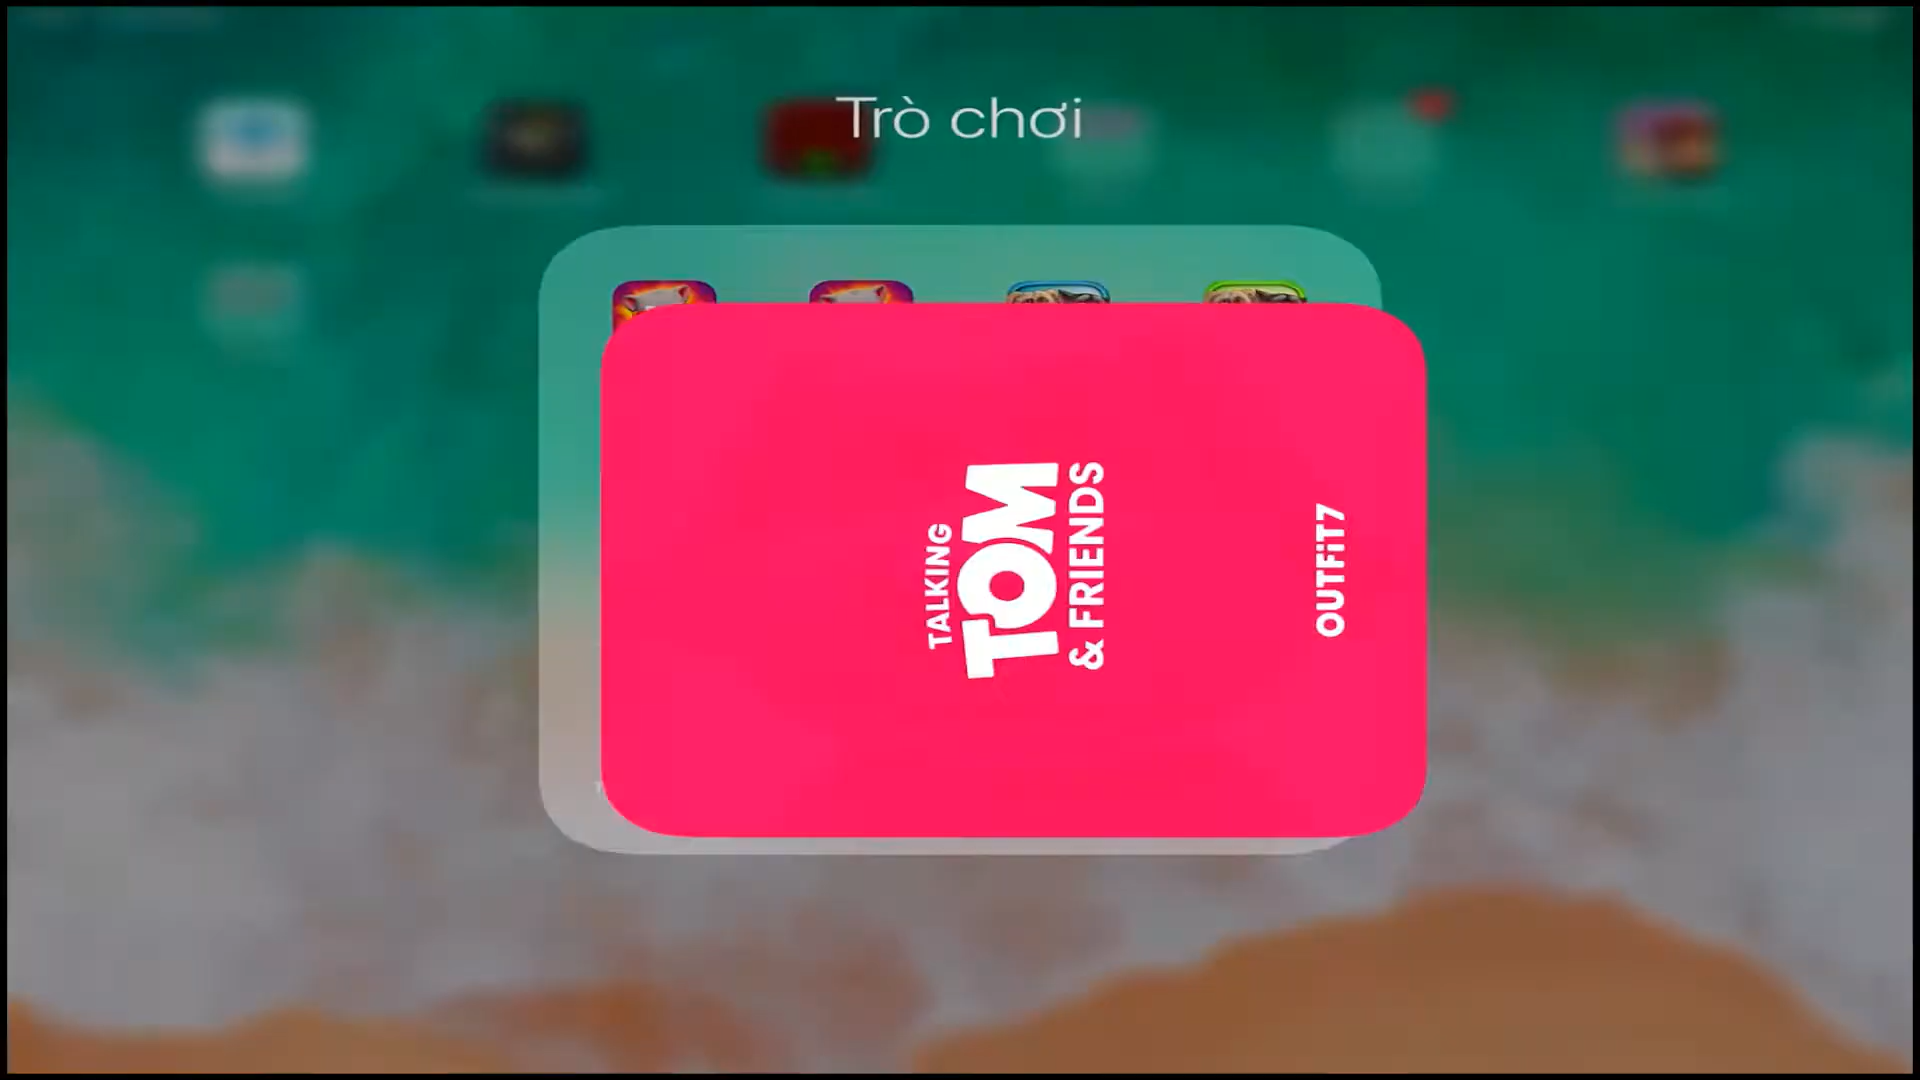 Trò chơi
TALKING
TOM
& FRIENDS
OUTFiT7